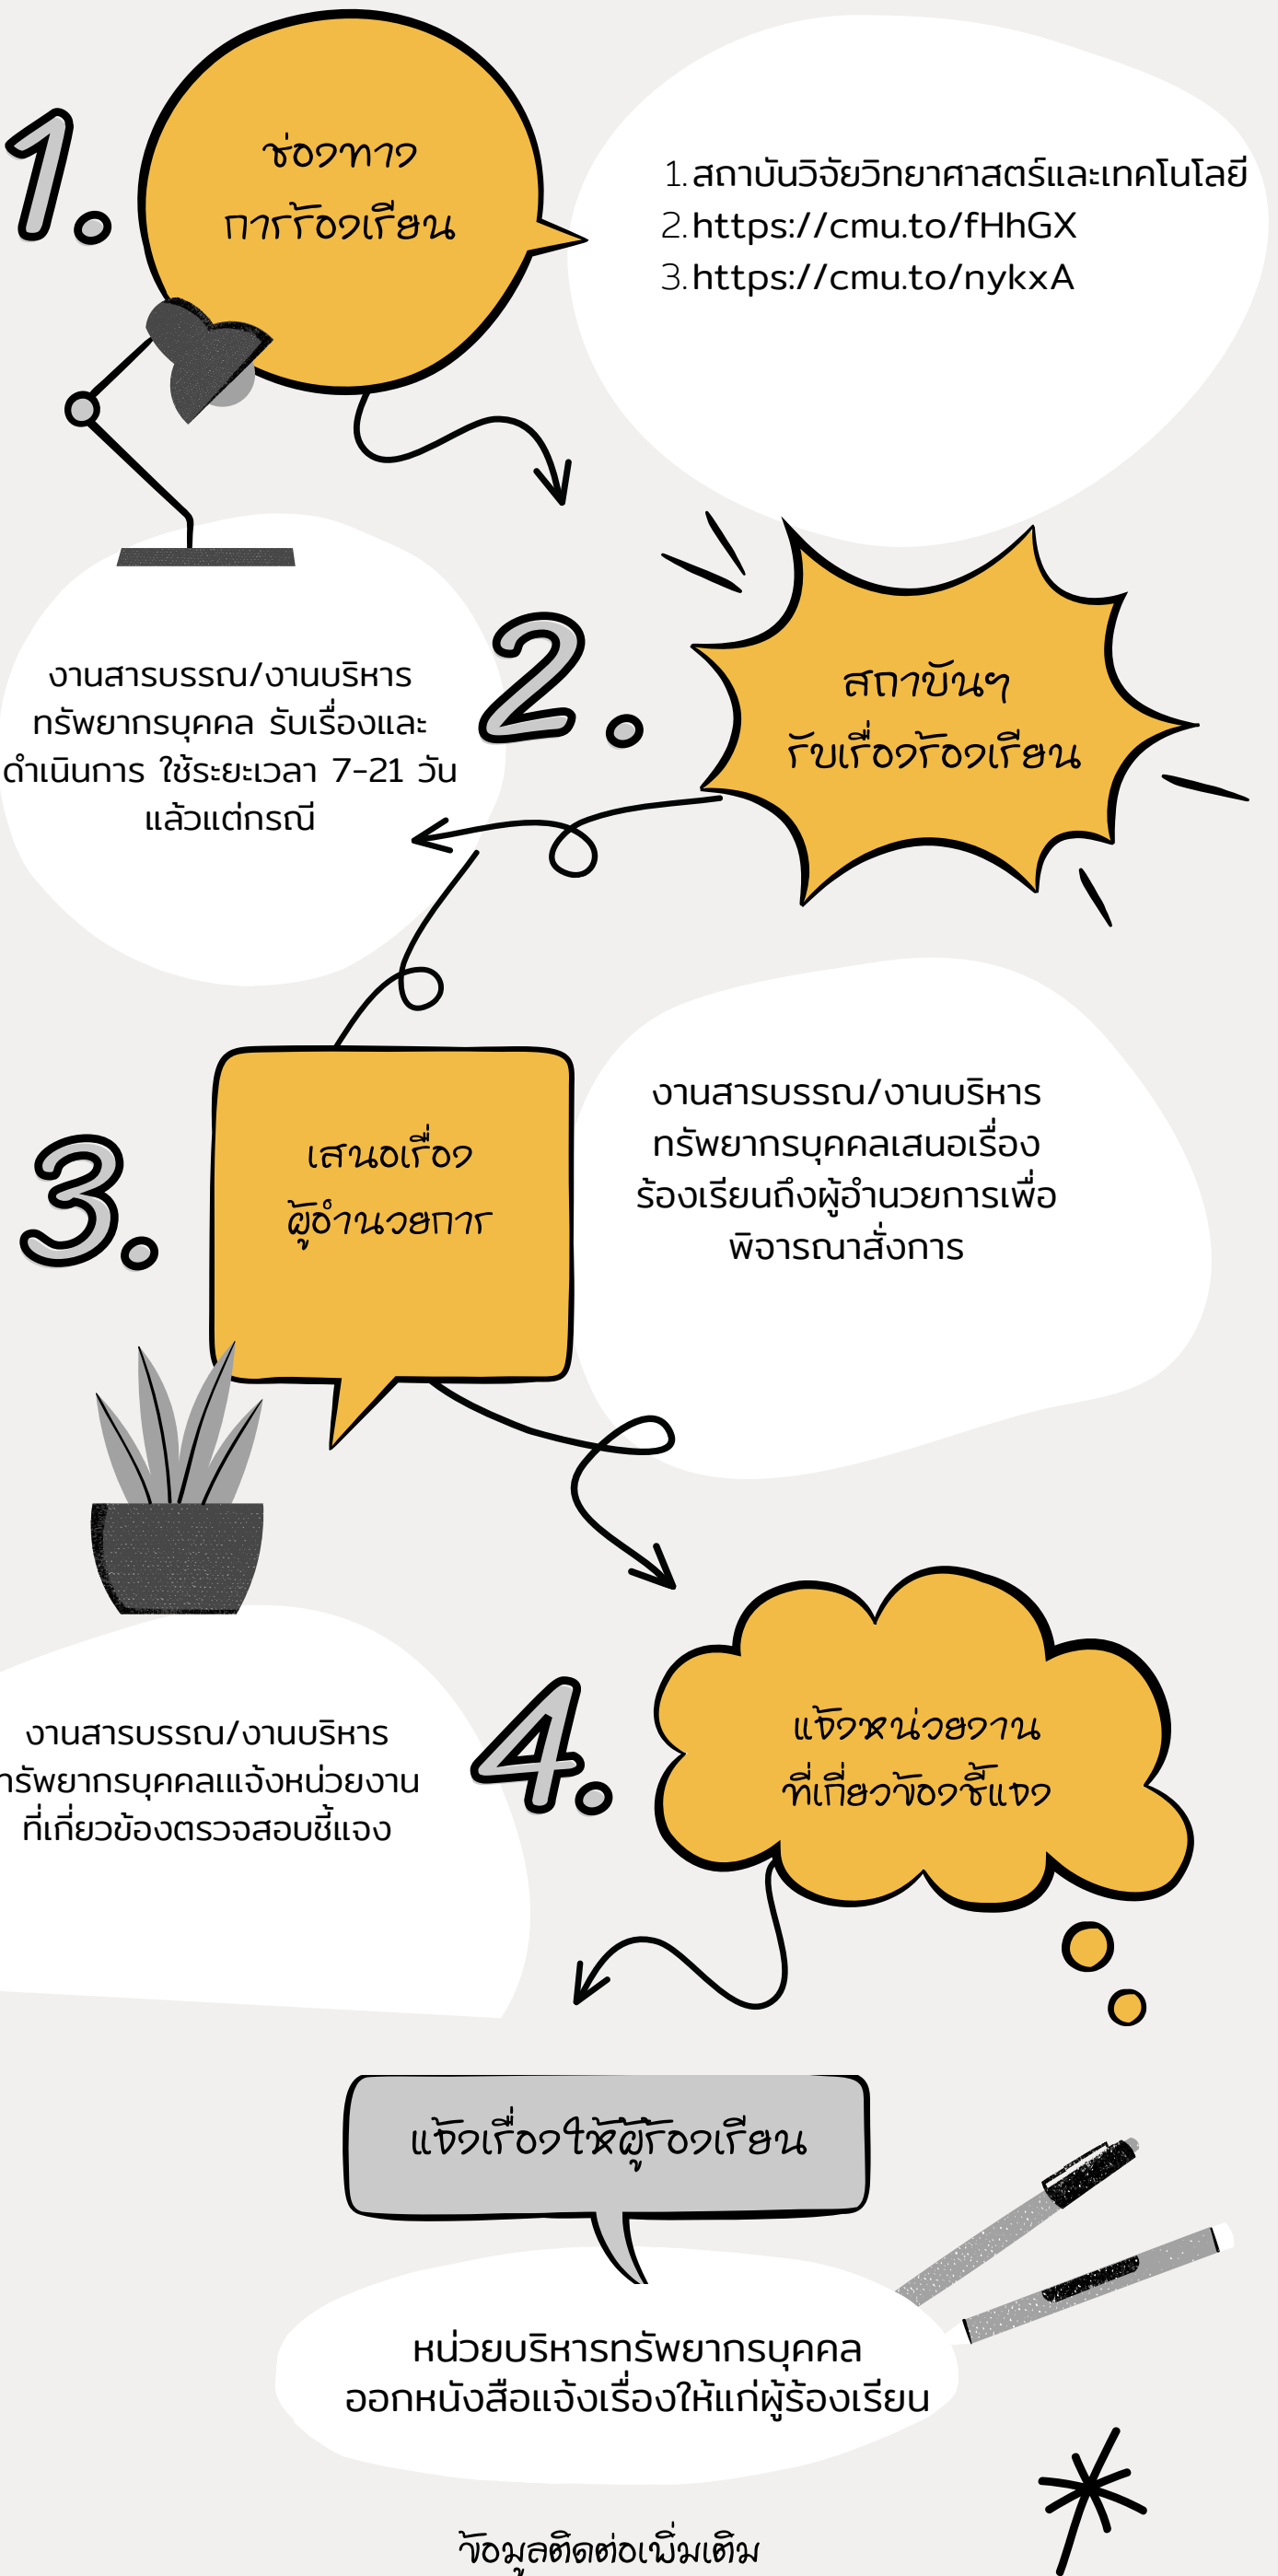 1.
ช่องทาง
การร้องเรียน
1. สถาบันวิจัยวิทยาศาสตร์และเทคโนโลยี
2. https://cmu.to/fHhGX
3. https://cmu.to/nykxA
2.
สถาบันฯ
รับเรื่องร้องเรียน
งานสารบรรณ/งานบริหาร
ทรัพยากรบุคคล รับเรื่องและ
ดำเนินการ ใช้ระยะเวลา 7-21 วัน
แล้วแต่กรณี
3.
เสนอเรื่อง
ผู้อำนวยการ
งานสารบรรณ/งานบริหาร
ทรัพยากรบุคคลเสนอเรื่อง
ร้องเรียนถึงผู้อำนวยการเพื่อ
พิจารณาสั่งการ
4.
แจ้งหน่วยงาน
ที่เกี่ยวข้องชี้แจง
งานสารบรรณ/งานบริหาร
ทรัพยากรบุคคลแแจ้งหน่วยงาน
ที่เกี่ยวข้องตรวจสอบชี้แจง
แจ้งเรื่องให้ผู้ร้องเรียน
หน่วยบริหารทรัพยากรบุคคล
ออกหนังสือแจ้งเรื่องให้แก่ผู้ร้องเรียน
ข้อมูลติดต่อเพิ่มเติม